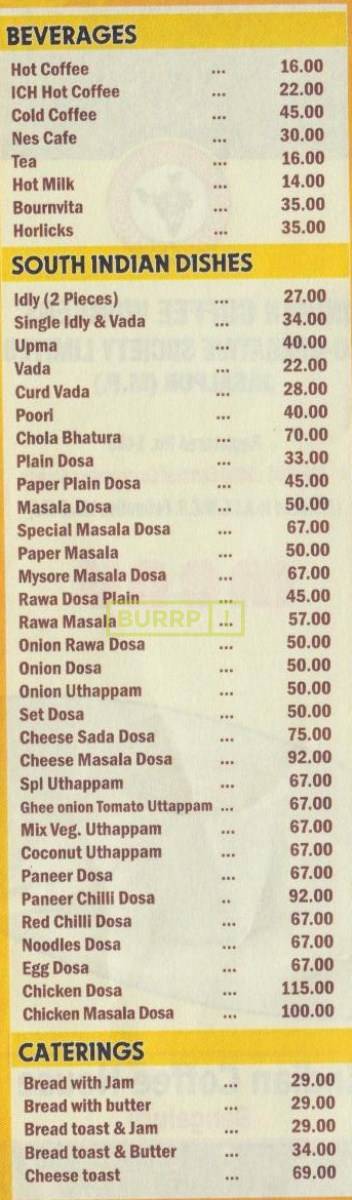 BEVERAGES
Hot Coffee ... 16.00
ICH Hot Coffee ... 22.00
Cold Coffee ... 45.00
Nes Cafe ... 30.00
Tea ... 16.00
Hot Milk ... 14.00
Bournvita ... 35.00
Horlicks ... 35.00
SOUTH INDIAN DISHES
Idly (2 Pieces) ... 27.00
Single Idly & Vada ... 34.00
Upma ... 40.00
Vada ... 22.00
Curd Vada ... 28.00
Poori ... 40.00
Chola Bhatura ... 70.00
Plain Dosa ... 33.00
Paper Plain Dosa ... 45.00
Masala Dosa ... 50.00
Special Masala Dosa ... 67.00
Paper Masala ... 50.00
Mysore Masala Dosa ... 67.00
Rawa Dosa Plain ... 45.00
BURRP!
Rawa Masala ... 57.00
Onion Rawa Dosa ... 50.00
Onion Dosa ... 50.00
Onion Uthappam ... 50.00
Set Dosa ... 50.00
Cheese Sada Dosa ... 75.00
Cheese Masala Dosa ... 92.00
Spl Uthappam ... 67.00
Ghee onion Tomato Uttappam ... 67.00
Mix Veg. Uthappam ... 67.00
Coconut Uthappam ... 67.00
Paneer Dosa ... 67.00
Paneer Chilli Dosa .. 92.00
Red Chilli Dosa ... 67.00
Noodles Dosa ... 67.00
Egg Dosa ... 67.00
Chicken Dosa ... 115.00
Chicken Masala Dosa ... 100.00
CATERINGS
Bread with Jam ... 29.00
Bread with butter ... 29.00
Bread toast & Jam ... 29.00
Bread toast & Butter ... 34.00
Cheese toast ... 69.00